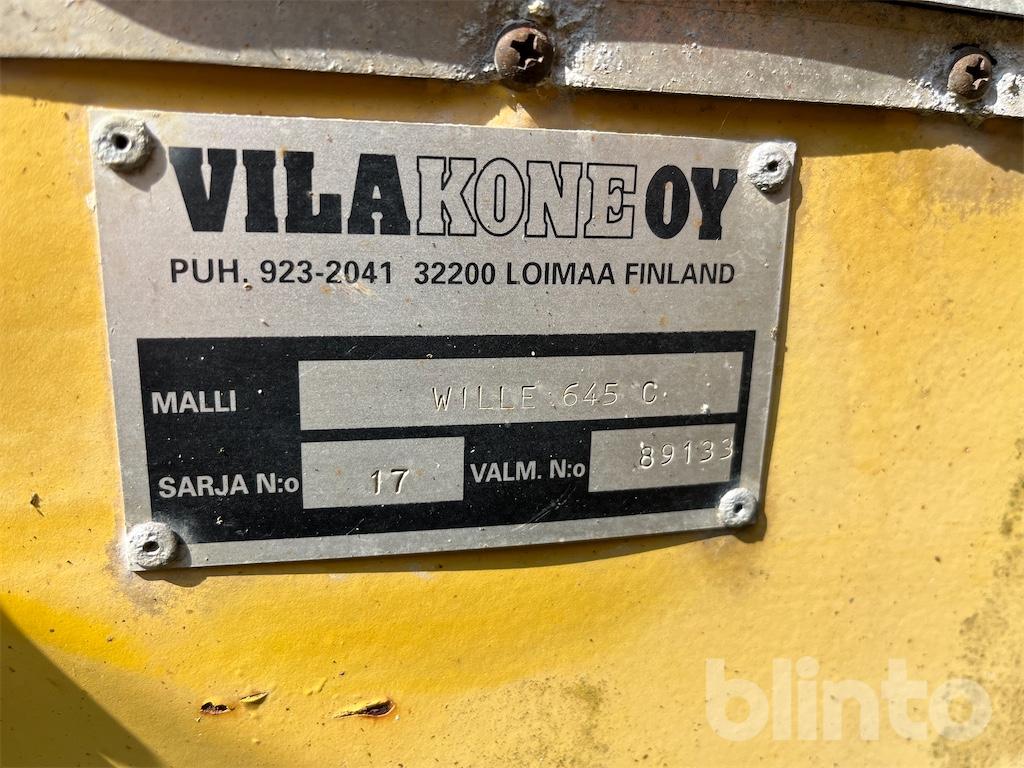 VILAKONE OY
PUH. 923-2041 32200 LOIMAA FINLAND
MALLI WILLE 645 C
SARJA N:o 17 VALM. N:o 89133
blinto